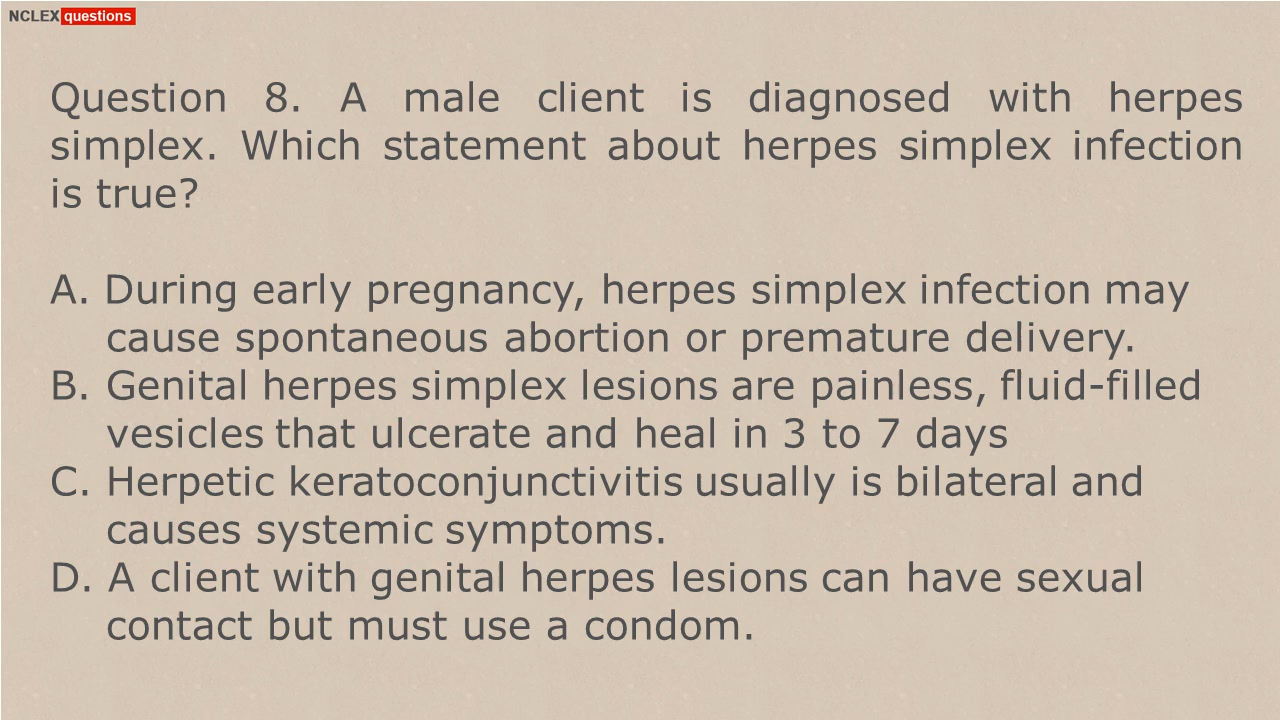 NCLEX questions
Question 8. A male client is diagnosed with herpes
simplex. Which statement about herpes simplex infection
is true?
A. During early pregnancy, herpes simplex infection may
cause spontaneous abortion or premature delivery.
B. Genital herpes simplex lesions are painless, fluid-filled
vesicles that ulcerate and heal in 3 to 7 days
C. Herpetic keratoconjunctivitis usually is bilateral and
causes systemic symptoms.
D. A client with genital herpes lesions can have sexual
contact but must use a condom.